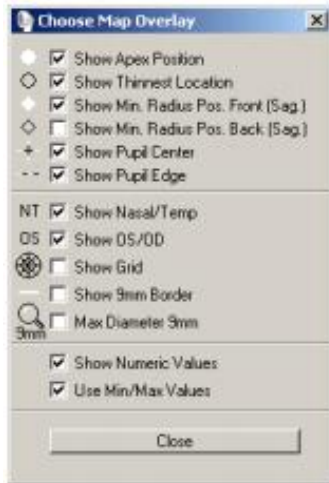 Choose Map Overlay
Show Apex Position
Show Thinnest Location
Show Min. Radius Pos. Front (Sag.)
Show Min. Radius Pos. Back (Sag.)
Show Pupil Center
Show Pupil Edge
NT Show Nasal/Temp
OS Show OS/OD
Show Grid
Show 9mm Border
9mm Max Diameter 9mm
Show Numeric Values
Use Min/Max Values
Close